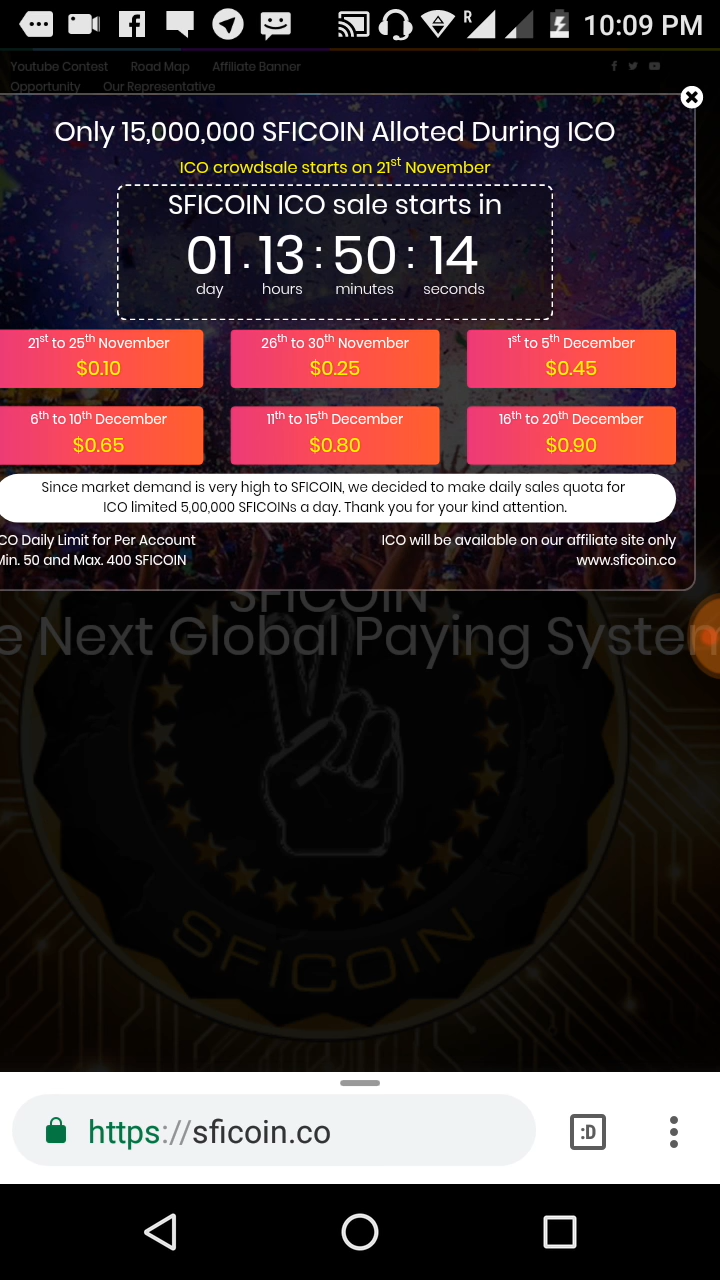 10:09 PM
Youtube Contest Road Map Affiliate Banner
Opportunity Our Representative
Only 15,000,000 SFICOIN Alloted During ICO
ICO crowdsale starts on 21st November
SFICOIN ICO sale starts in
01 : 13 : 50 : 14
day hours minutes seconds
21st to 25th November
$0.10
26th to 30th November
$0.25
1st to 5th December
$0.45
6th to 10th December
$0.65
11th to 15th December
$0.80
16th to 20th December
$0.90
Since market demand is very high to SFICOIN, we decided to make daily sales quota for
ICO limited 5,00,000 SFICOINs a day. Thank you for your kind attention.
CO Daily Limit for Per Account
Min. 50 and Max. 400 SFICOIN
ICO will be available on our affiliate site only
www.sficoin.co
SFICOIN
e Next Global Paying System
SFICOIN
https://sficoin.co
:D